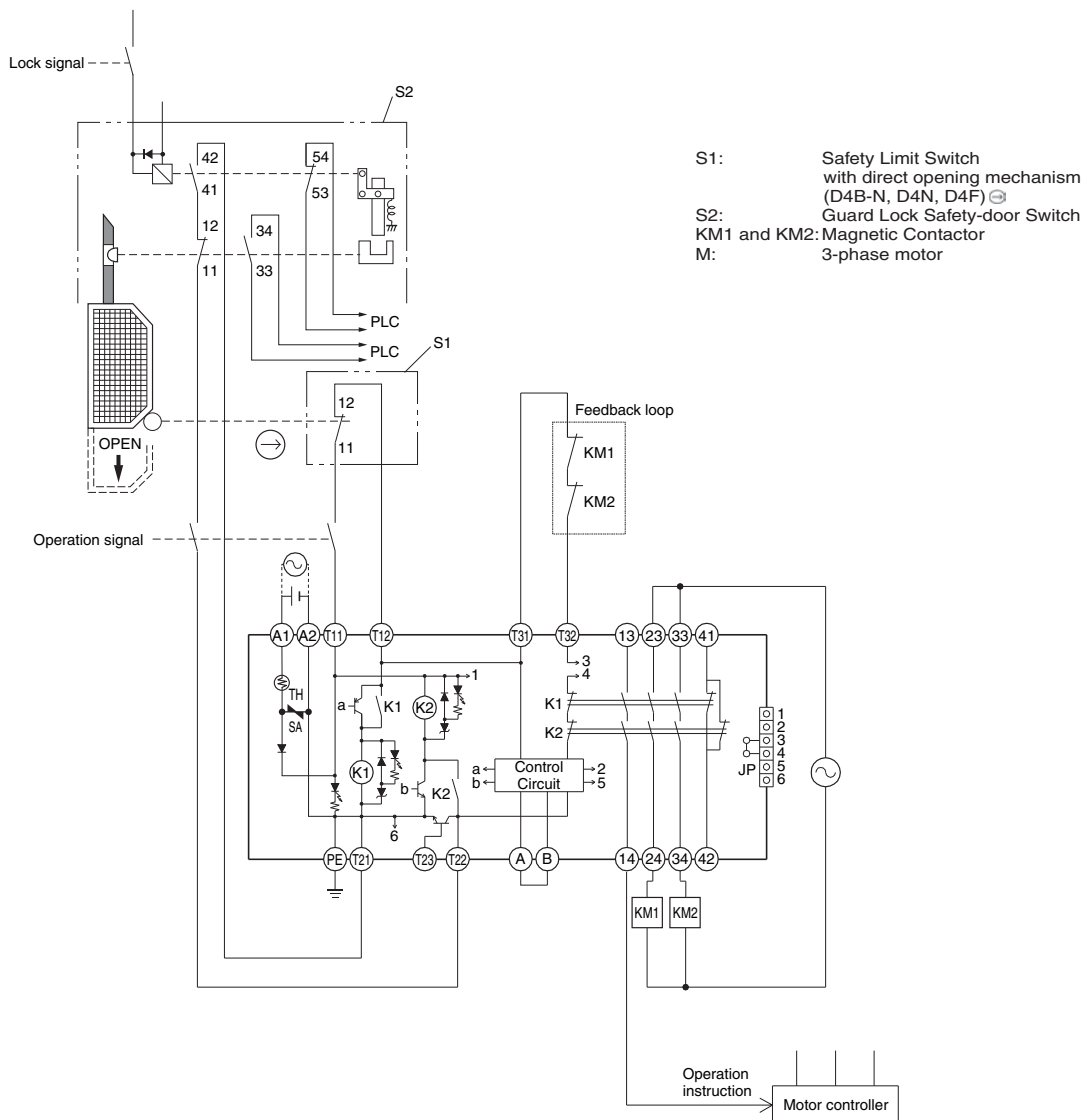 Lock signal
S2
42
54
41
53
12
34
11
33
PLC
PLC
S1
12
11
OPEN
S1: Safety Limit Switch
with direct opening mechanism
(D4B-N, D4N, D4F)
S2: Guard Lock Safety-door Switch
KM1 and KM2: Magnetic Contactor
M: 3-phase motor
Feedback loop
KM1
KM2
Operation signal
A1 A2 T11 T12 T31 T32 13 23 33 41
3
1 4
TH
a K1 K2 K1
SA
K2
1
2
3
4
5
6
JP
K1
b K2
Control
Circuit
a 2
b 5
6
PE T21 T23 T22 A B 14 24 34 42
KM1 KM2
Operation
instruction
Motor controller